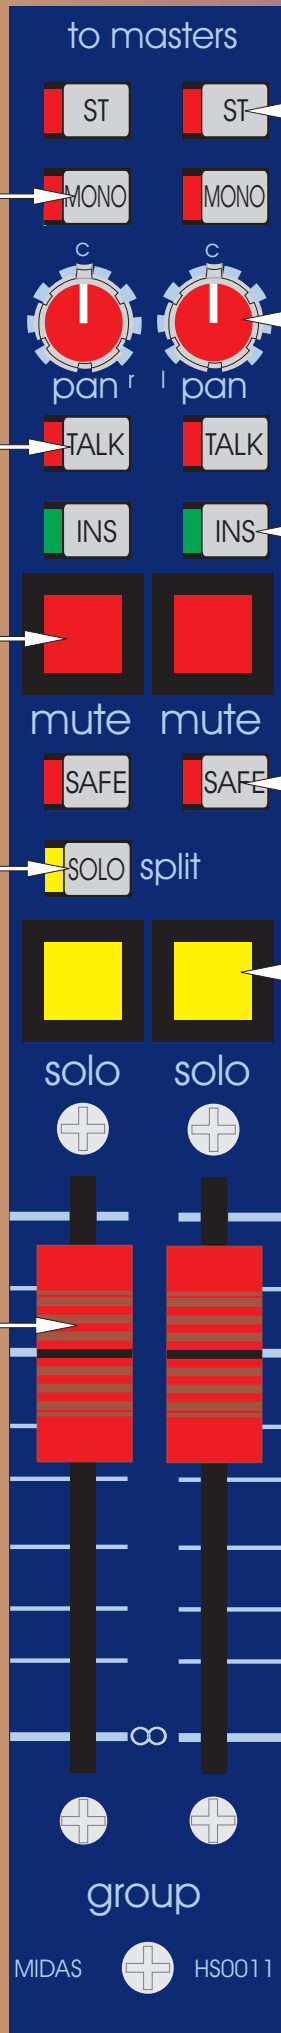 to masters
ST ST
MONO MONO
C C
pan r l pan
TALK TALK
INS INS
mute mute
SAFE SAFE
SOLO split
solo solo
∞
group
MIDAS HS0011